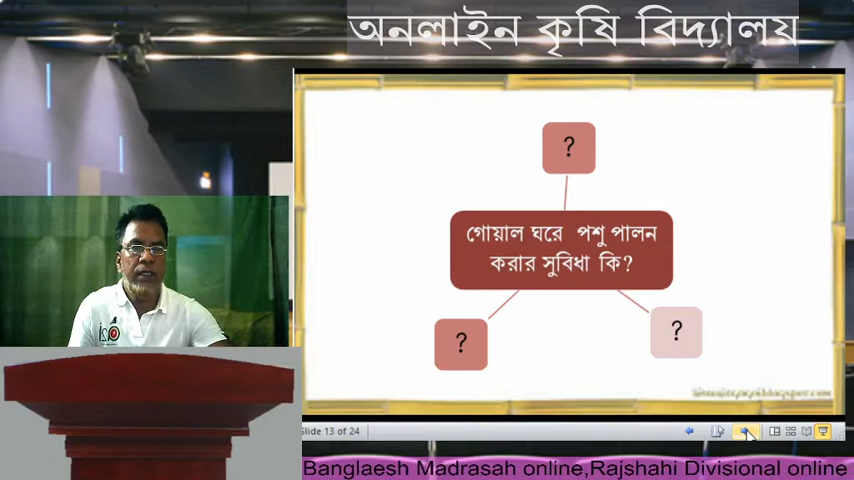 অনলাইন কৃষি বিদ্যালয়
?
গোয়াল ঘরে পশু পালন
করার সুবিধা কি?
?
?
Slide 13 of 24
Banglaesh Madrasah online,Rajshahi Divisional online